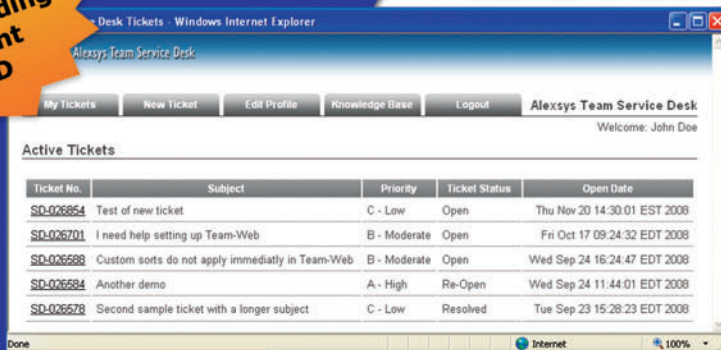 ding
nt
D
Desk Tickets - Windows Internet Explorer
Alexsys Team Service Desk
My Tickets New Ticket Edit Profile Knowledge Base Logout Alexsys Team Service Desk
Welcome: John Doe
Active Tickets
Ticket No. Subject Priority Ticket Status Open Date
SD-026854 Test of new ticket C - Low Open Thu Nov 20 14:30:01 EST 2008
SD-026701 I need help setting up Team-Web B - Moderate Open Fri Oct 17 09:24:32 EDT 2008
SD-026588 Custom sorts do not apply immediatly in Team-Web B - Moderate Open Wed Sep 24 16:24:47 EDT 2008
SD-026584 Another demo A - High Re-Open Wed Sep 24 11:44:01 EDT 2008
SD-026578 Second sample ticket with a longer subject C - Low Resolved Tue Sep 23 15:28:23 EDT 2008
Done Internet 100%